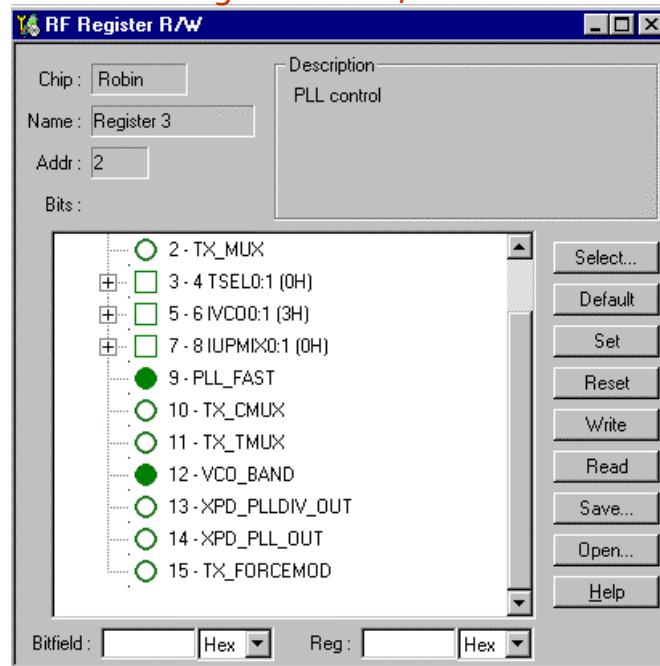 RF Register R/W
Chip : Robin
Name : Register 3
Addr : 2
Bits :
Description
PLL control
2 - TX_MUX
3 - 4 TSEL0:1 (0H)
5 - 6 IVCO0:1 (3H)
7 - 8 IUPMIX0:1 (0H)
9 - PLL_FAST
10 - TX_CMUX
11 - TX_TMUX
12 - VCO_BAND
13 - XPD_PLLDIV_OUT
14 - XPD_PLL_OUT
15 - TX_FORCEMOD
Select...
Default
Set
Reset
Write
Read
Save...
Open...
Help
Bitfield : Hex Reg : Hex